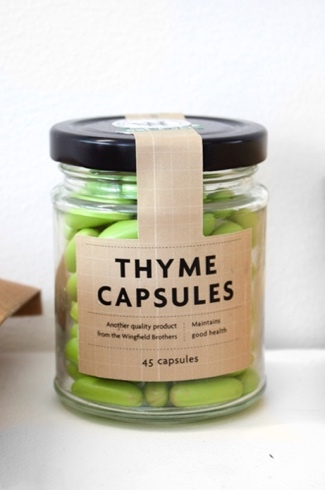 THYME
CAPSULES
Another quality product
from the Wingfield Brothers
Maintains
good health
45 capsules